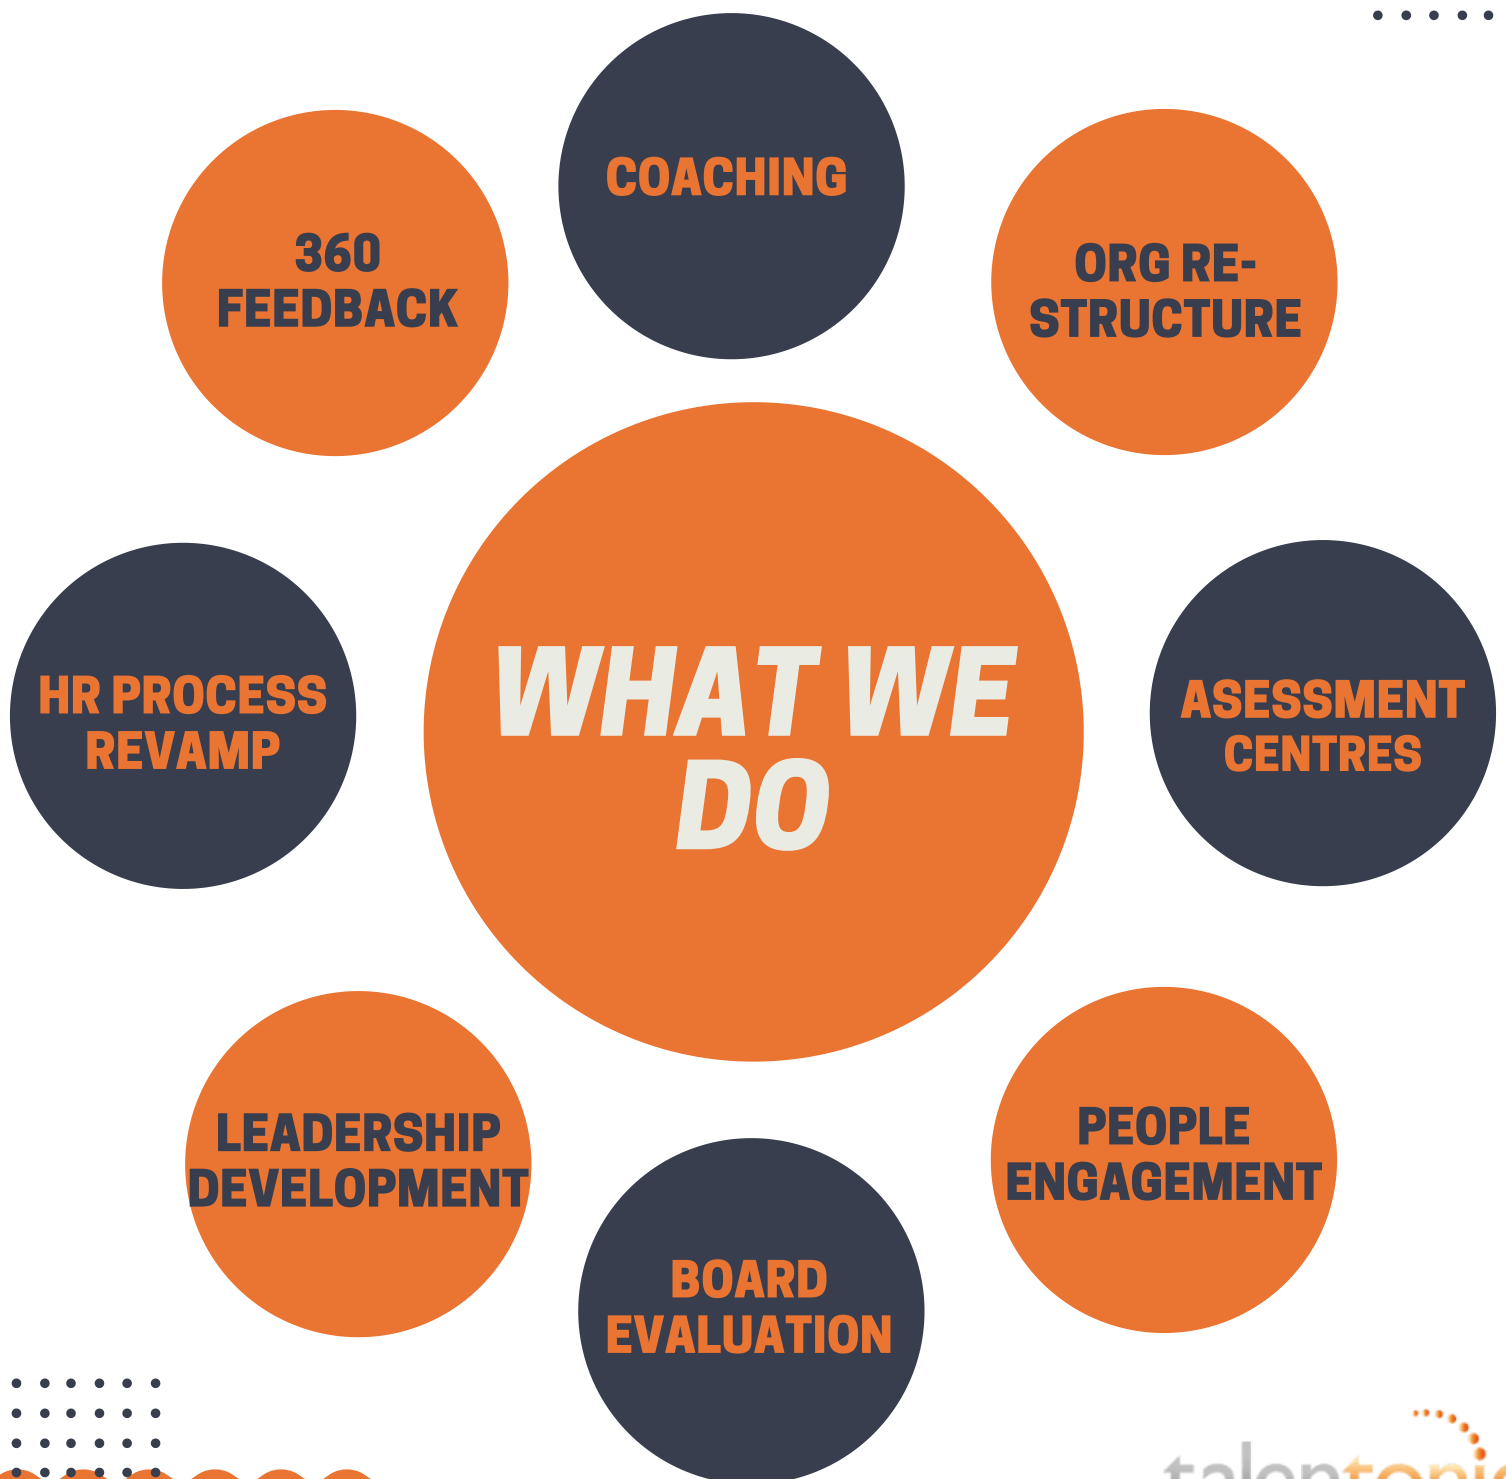 COACHING
360
FEEDBACK
ORG RE-
STRUCTURE
HR PROCESS
REVAMP
WHAT WE
DO
ASESSMENT
CENTRES
LEADERSHIP
DEVELOPMENT
PEOPLE
ENGAGEMENT
BOARD
EVALUATION